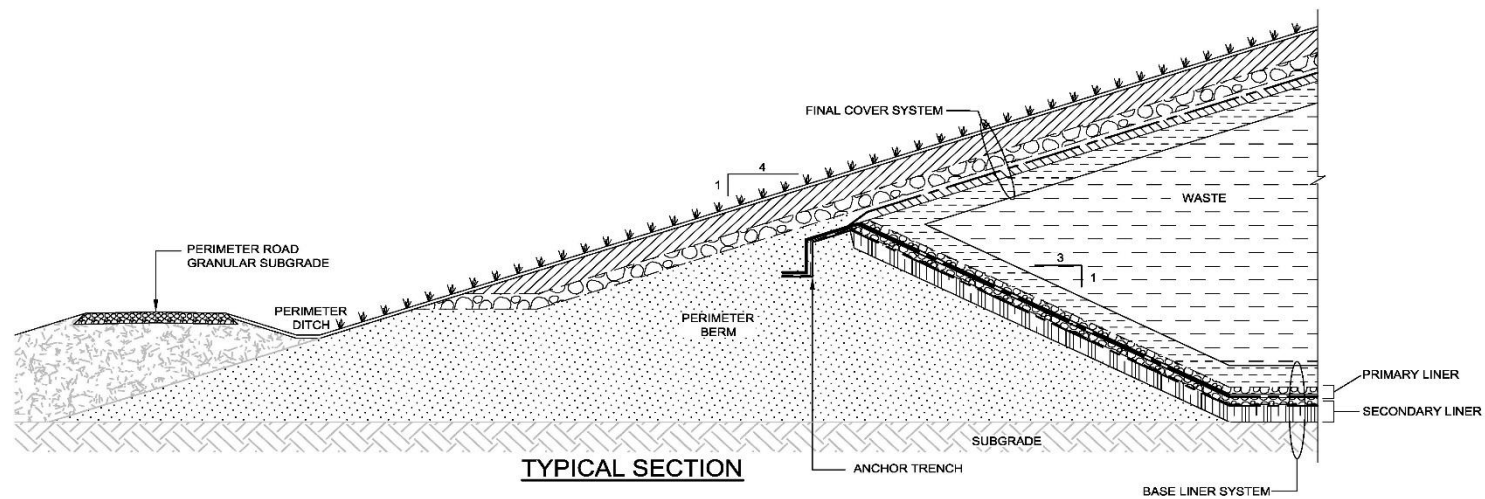 FINAL COVER SYSTEM
4
1
WASTE
PERIMETER ROAD
GRANULAR SUBGRADE
PERIMETER
DITCH
PERIMETER
BERM
3
1
PRIMARY LINER
SECONDARY LINER
SUBGRADE
TYPICAL SECTION
ANCHOR TRENCH
BASE LINER SYSTEM